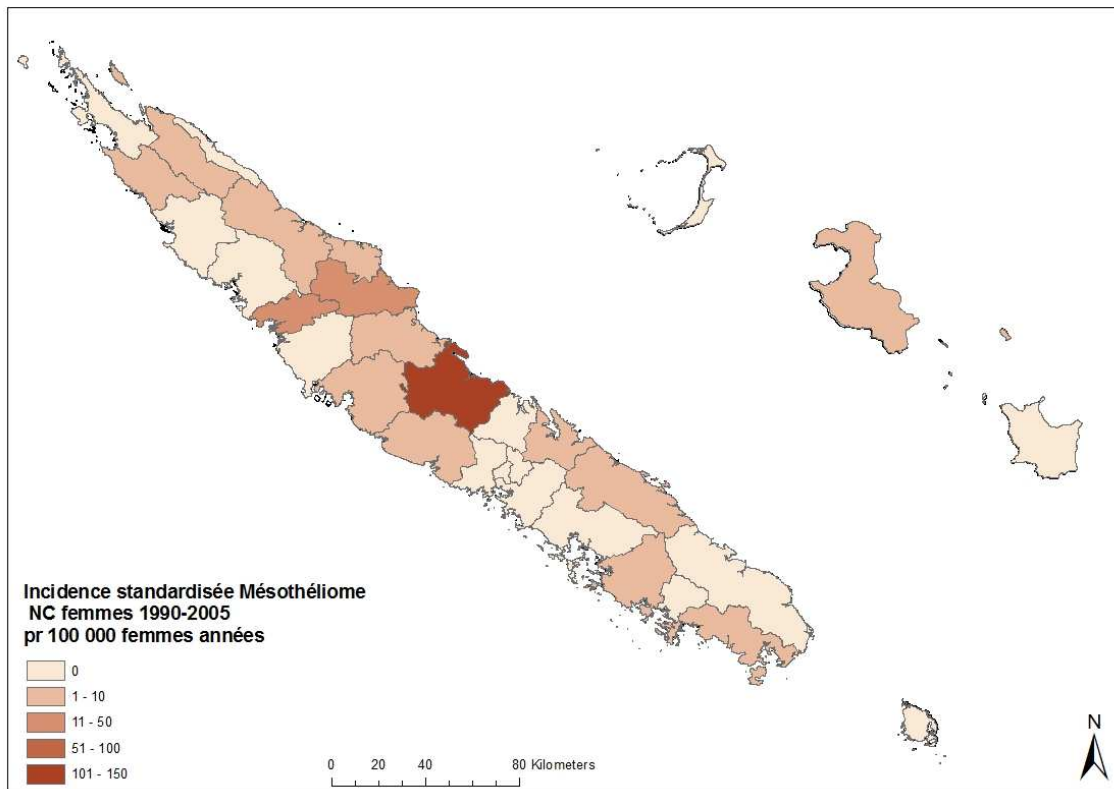 Incidence standardisée Mésothéliome
NC femmes 1990-2005
pr 100 000 femmes années
0
1 - 10
11 - 50
51 - 100
101 - 150
0 20 40 80 Kilometers
N